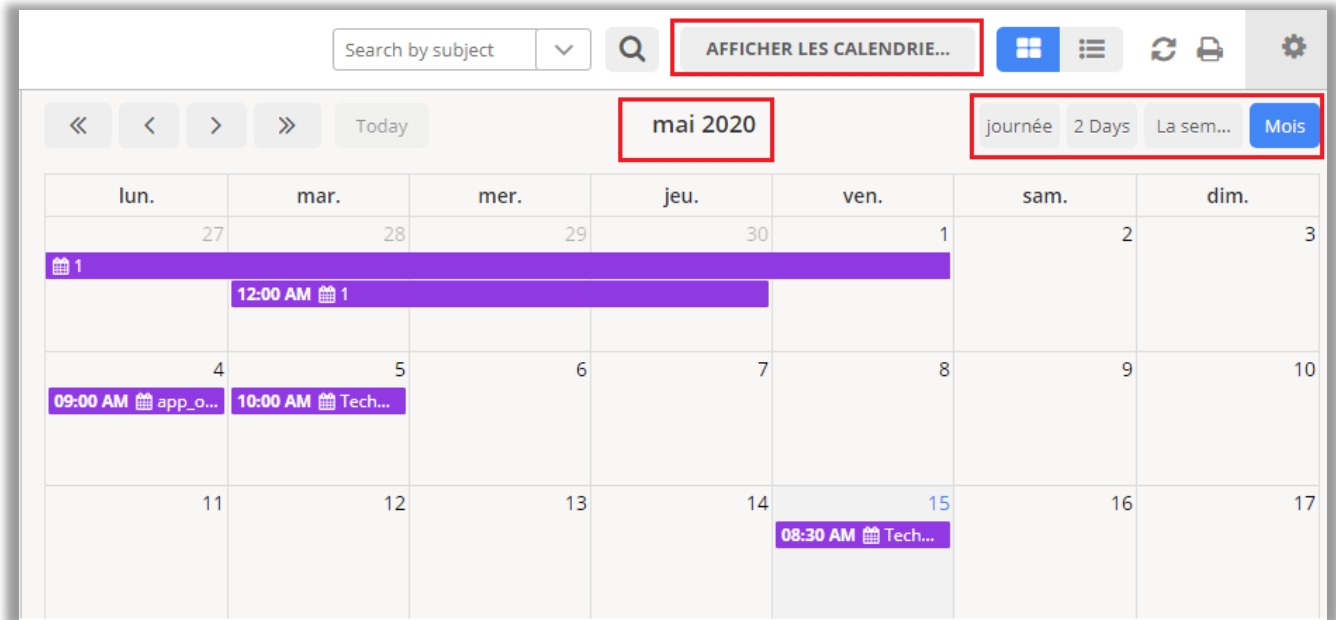 Search by subject AFFICHER LES CALENDRIE...
Today mai 2020 journée 2 Days La sem... Mois
lun. mar. mer. jeu. ven. sam. dim.
27 28 29 30 1 2 3
1
12:00 AM 1
4 5 6 7 8 9 10
09:00 AM app_o... 10:00 AM Tech...
11 12 13 14 15 16 17
08:30 AM Tech...